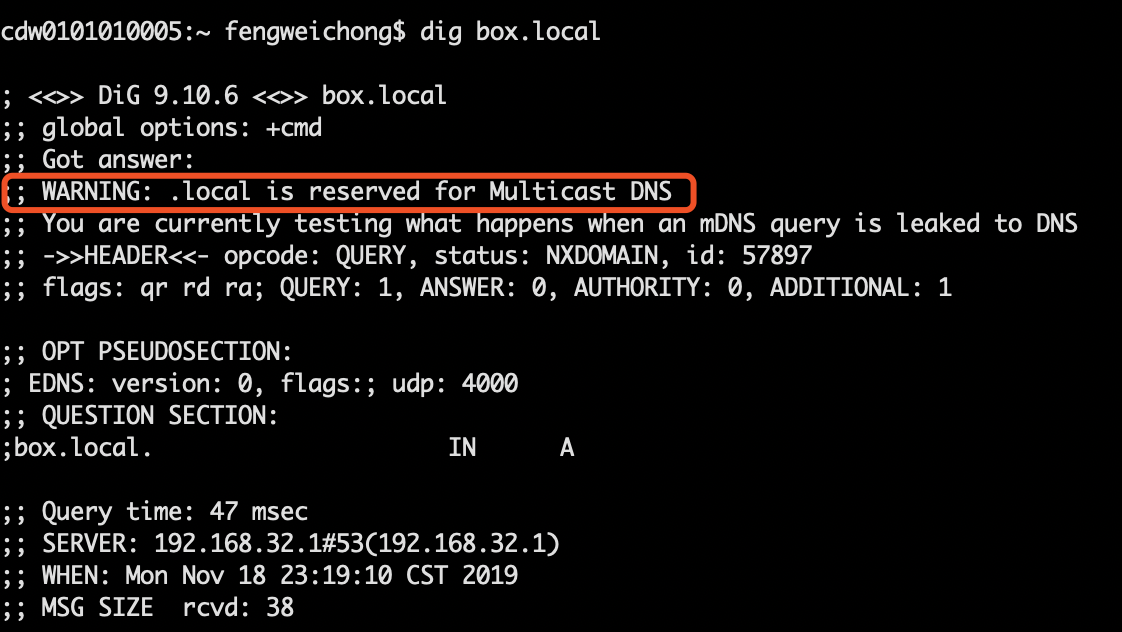 cdw0101010005:~ fengweichong$ dig box.local
; <<>> DiG 9.10.6 <<>> box.local
;; global options: +cmd
;; Got answer:
;; WARNING: .local is reserved for Multicast DNS
;; You are currently testing what happens when an mDNS query is leaked to DNS
;; ->>HEADER<<- opcode: QUERY, status: NXDOMAIN, id: 57897
;; flags: qr rd ra; QUERY: 1, ANSWER: 0, AUTHORITY: 0, ADDITIONAL: 1
;; OPT PSEUDOSECTION:
; EDNS: version: 0, flags:; udp: 4000
;; QUESTION SECTION:
;box.local. IN A
;; Query time: 47 msec
;; SERVER: 192.168.32.1#53(192.168.32.1)
;; WHEN: Mon Nov 18 23:19:10 CST 2019
;; MSG SIZE rcvd: 38